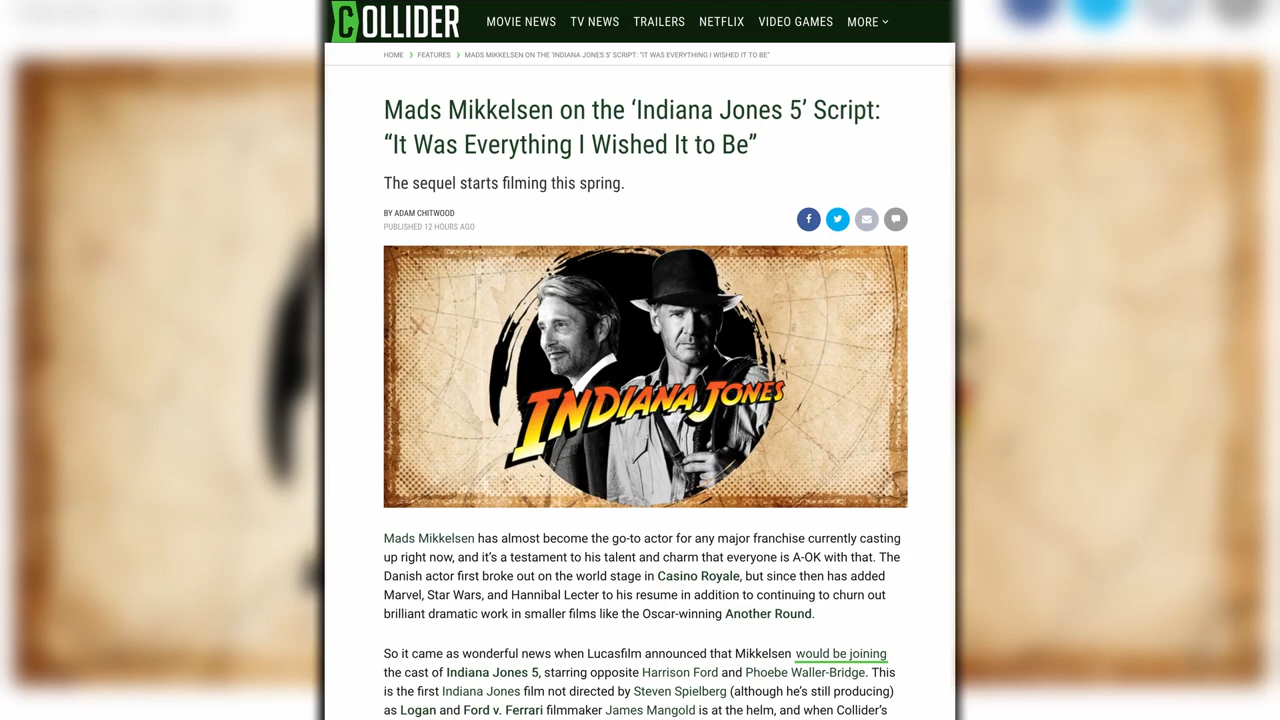 COLLIDER MOVIE NEWS TV NEWS TRAILERS NETFLIX VIDEO GAMES MORE
HOME > FEATURES > MADS MIKKELSEN ON THE 'INDIANA JONES 5' SCRIPT: "IT WAS EVERYTHING I WISHED IT TO BE"
Mads Mikkelsen on the ‘Indiana Jones 5’ Script:
“It Was Everything I Wished It to Be”
The sequel starts filming this spring.
BY ADAM CHITWOOD
PUBLISHED 12 HOURS AGO
INDIANA JONES
Mads Mikkelsen has almost become the go-to actor for any major franchise currently casting
up right now, and it's a testament to his talent and charm that everyone is A-OK with that. The
Danish actor first broke out on the world stage in Casino Royale, but since then has added
Marvel, Star Wars, and Hannibal Lecter to his resume in addition to continuing to churn out
brilliant dramatic work in smaller films like the Oscar-winning Another Round.
So it came as wonderful news when Lucasfilm announced that Mikkelsen would be joining
the cast of Indiana Jones 5, starring opposite Harrison Ford and Phoebe Waller-Bridge. This
is the first Indiana Jones film not directed by Steven Spielberg (although he's still producing)
as Logan and Ford v. Ferrari filmmaker James Mangold is at the helm, and when Collider's